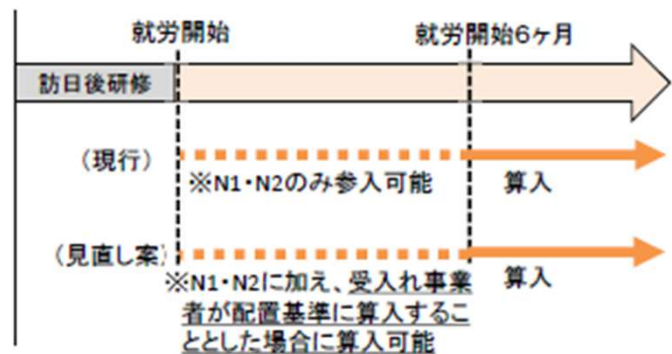 就労開始
就労開始6ヶ月
訪日後研修
(現行)
※N1・N2のみ参入可能
算入
(見直し案)
※N1・N2に加え、受入れ事業
者が配置基準に算入するこ
ととした場合に算入可能
算入